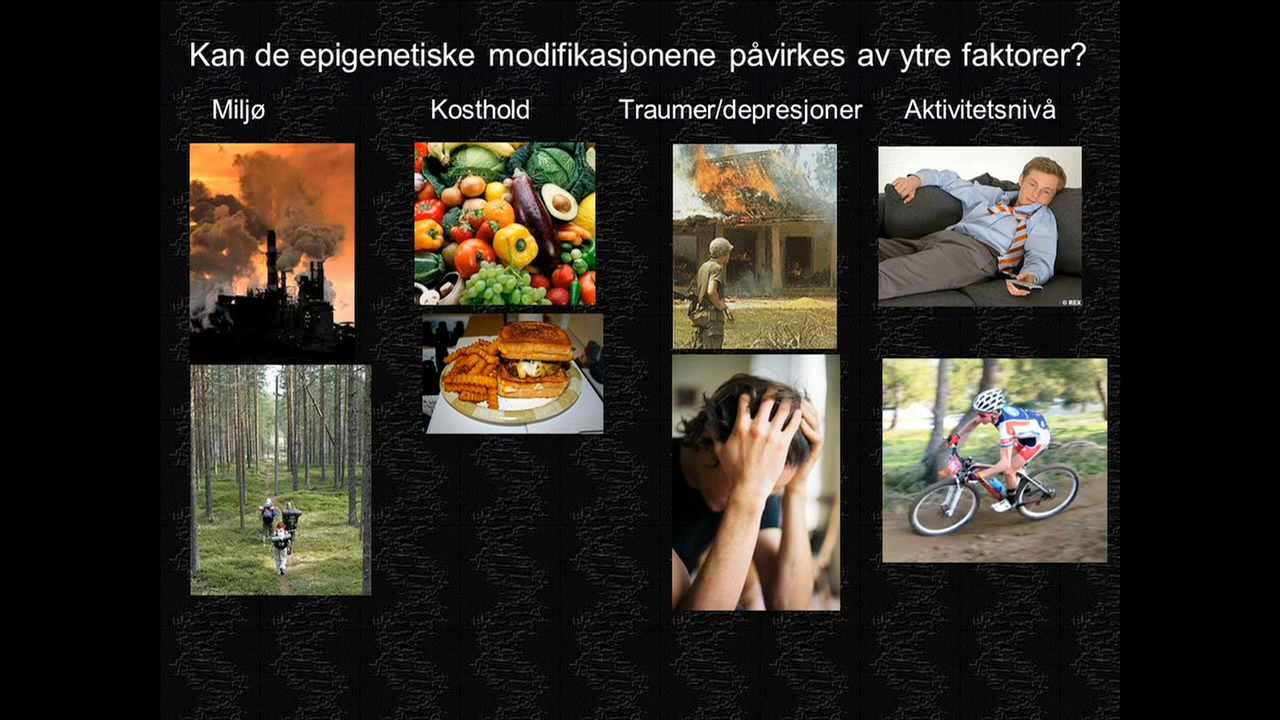 Kan de epigenetiske modifikasjonene påvirkes av ytre faktorer?
Miljø
Kosthold
Traumer/depresjoner
Aktivitetsnivå
© REX